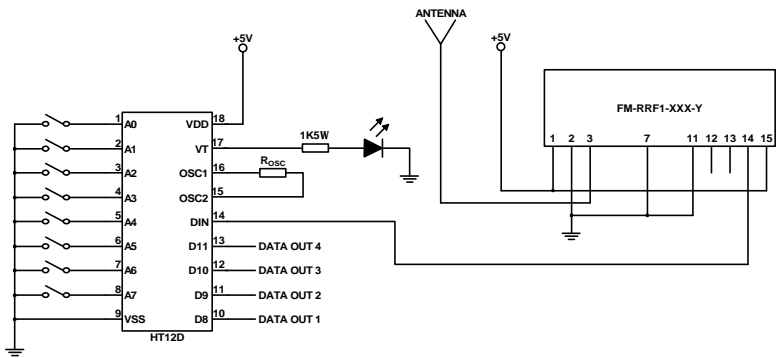 ANTENNA
+5V
+5V
FM-RRF1-XXX-Y
1 2 3 7 11 12 13 14 15
1 A0 VDD 18
2 A1 VT 17 1K5W
3 A2 OSC1 16 ROSC
4 A3 OSC2 15
5 A4 DIN 14
6 A5 D11 13 DATA OUT 4
7 A6 D10 12 DATA OUT 3
8 A7 D9 11 DATA OUT 2
9 VSS D8 10 DATA OUT 1
HT12D